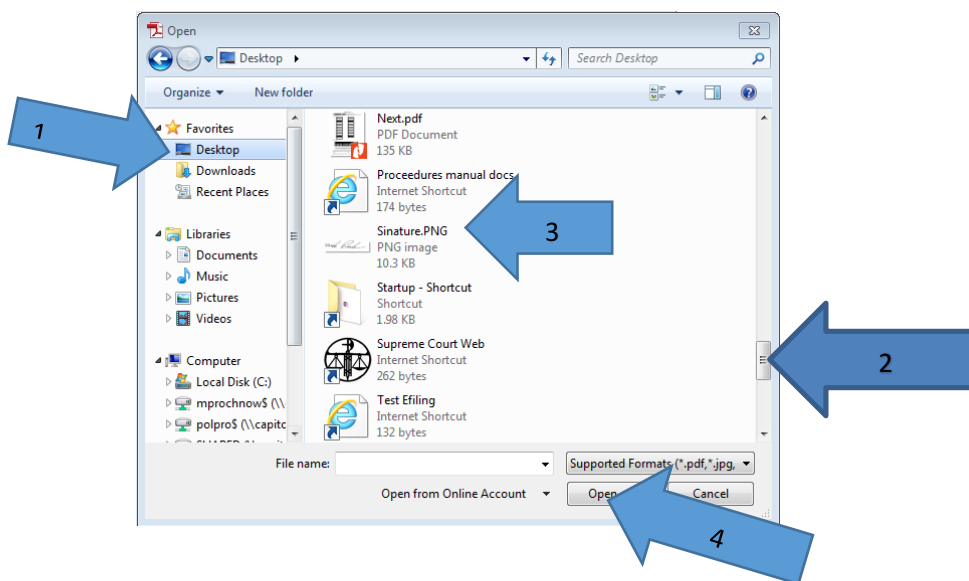 Open
Desktop
Search Desktop
Organize
New folder
1
Favorites
Desktop
Downloads
Recent Places
Libraries
Documents
Music
Pictures
Videos
Computer
Local Disk (C:)
mprochnow$ (\\
polpro$ (\\capitc
Next.pdf
PDF Document
135 KB
Proceedures manual docs
Internet Shortcut
174 bytes
Sinature.PNG
PNG image
10.3 KB
3
Startup - Shortcut
Shortcut
1.98 KB
Supreme Court Web
Internet Shortcut
262 bytes
2
Test Efiling
Internet Shortcut
132 bytes
File name:
Supported Formats (*.pdf,*.jpg,
Open from Online Account
Open
Cancel
4